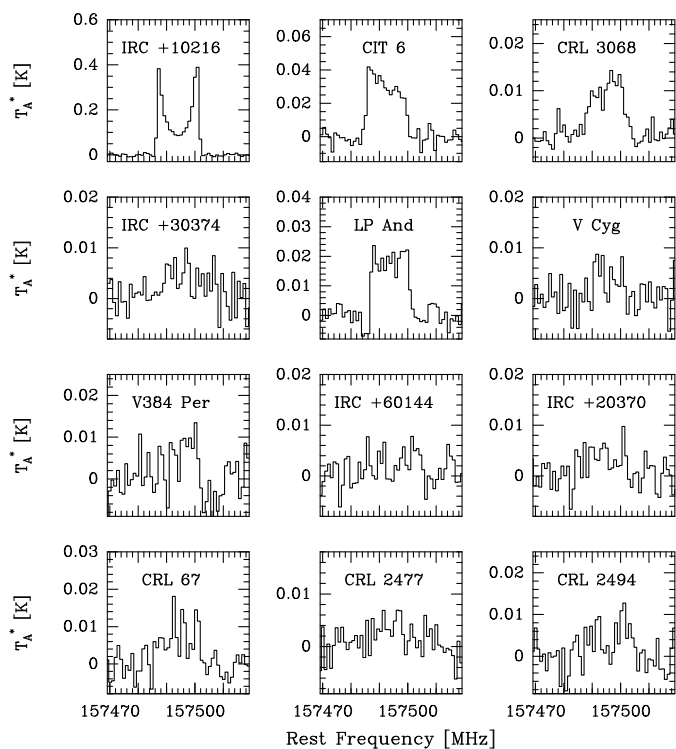 0.6
0.4
0.2
0
T_A^* [K]
IRC +10216
0.06
0.04
0.02
0
CIT 6
0.02
0.01
0
CRL 3068
0.02
0.01
0
T_A^* [K]
IRC +30374
0.04
0.03
0.02
0.01
0
LP And
0.02
0.01
0
V Cyg
0.02
0.01
0
T_A^* [K]
V384 Per
0.02
0.01
0
IRC +60144
0.02
0.01
0
IRC +20370
0.03
0.02
0.01
0
T_A^* [K]
CRL 67
0.01
0
CRL 2477
0.02
0.01
0
CRL 2494
157470 157500 157470 157500 157470 157500
Rest Frequency [MHz]